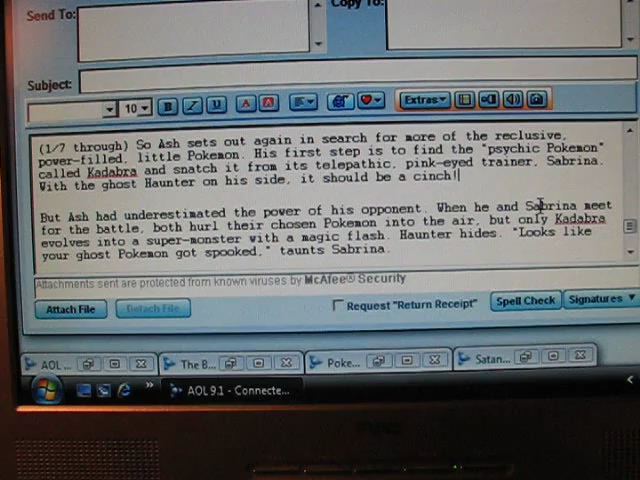 Send To:
Copy To:
Subject:
10
B I U A A
Extras
(1/7 through) So Ash sets out again in search for more of the reclusive,
power-filled, little Pokemon. His first step is to find the "psychic Pokemon"
called Kadabra and snatch it from its telepathic, pink-eyed trainer, Sabrina.
With the ghost Haunter on his side, it should be a cinch!
But Ash had underestimated the power of his opponent. When he and Sabrina meet
for the battle, both hurl their chosen Pokemon into the air, but only Kadabra
evolves into a super-monster with a magic flash. Haunter hides. "Looks like
your ghost Pokemon got spooked," taunts Sabrina.
Attachments sent are protected from known viruses by McAfee® Security
Attach File
Detach File
Request "Return Receipt"
Spell Check
Signatures
AOL ...
The B...
Poke...
Satan...
AOL 9.1 - Connecte...